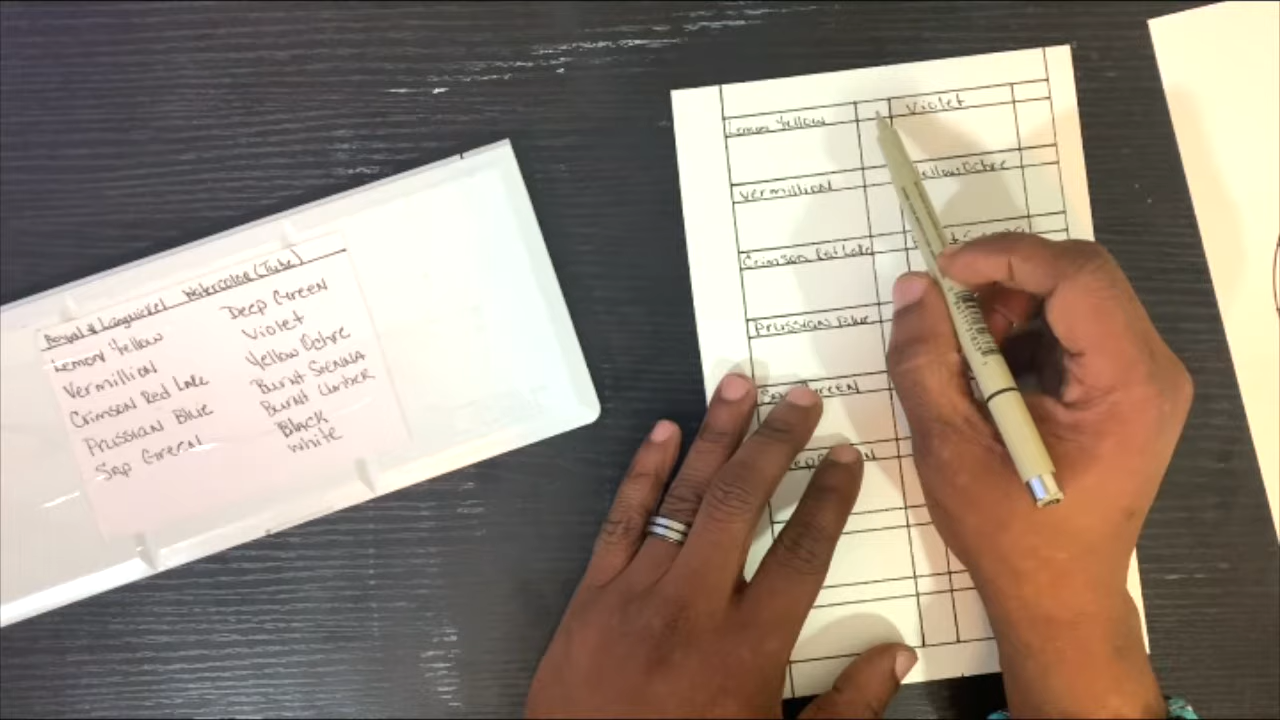 Royal & Langnickel Watercolor (Tube)
Lemon Yellow
Vermillion
Crimson Red Lake
Prussian Blue
Sap Green
Deep Green
Violet
Yellow Ochre
Burnt Sienna
Burnt Umber
Black
White
Lemon Yellow
Vermillion
Crimson Red Lake
Prussian Blue
Green
Violet
Yellow Ochre